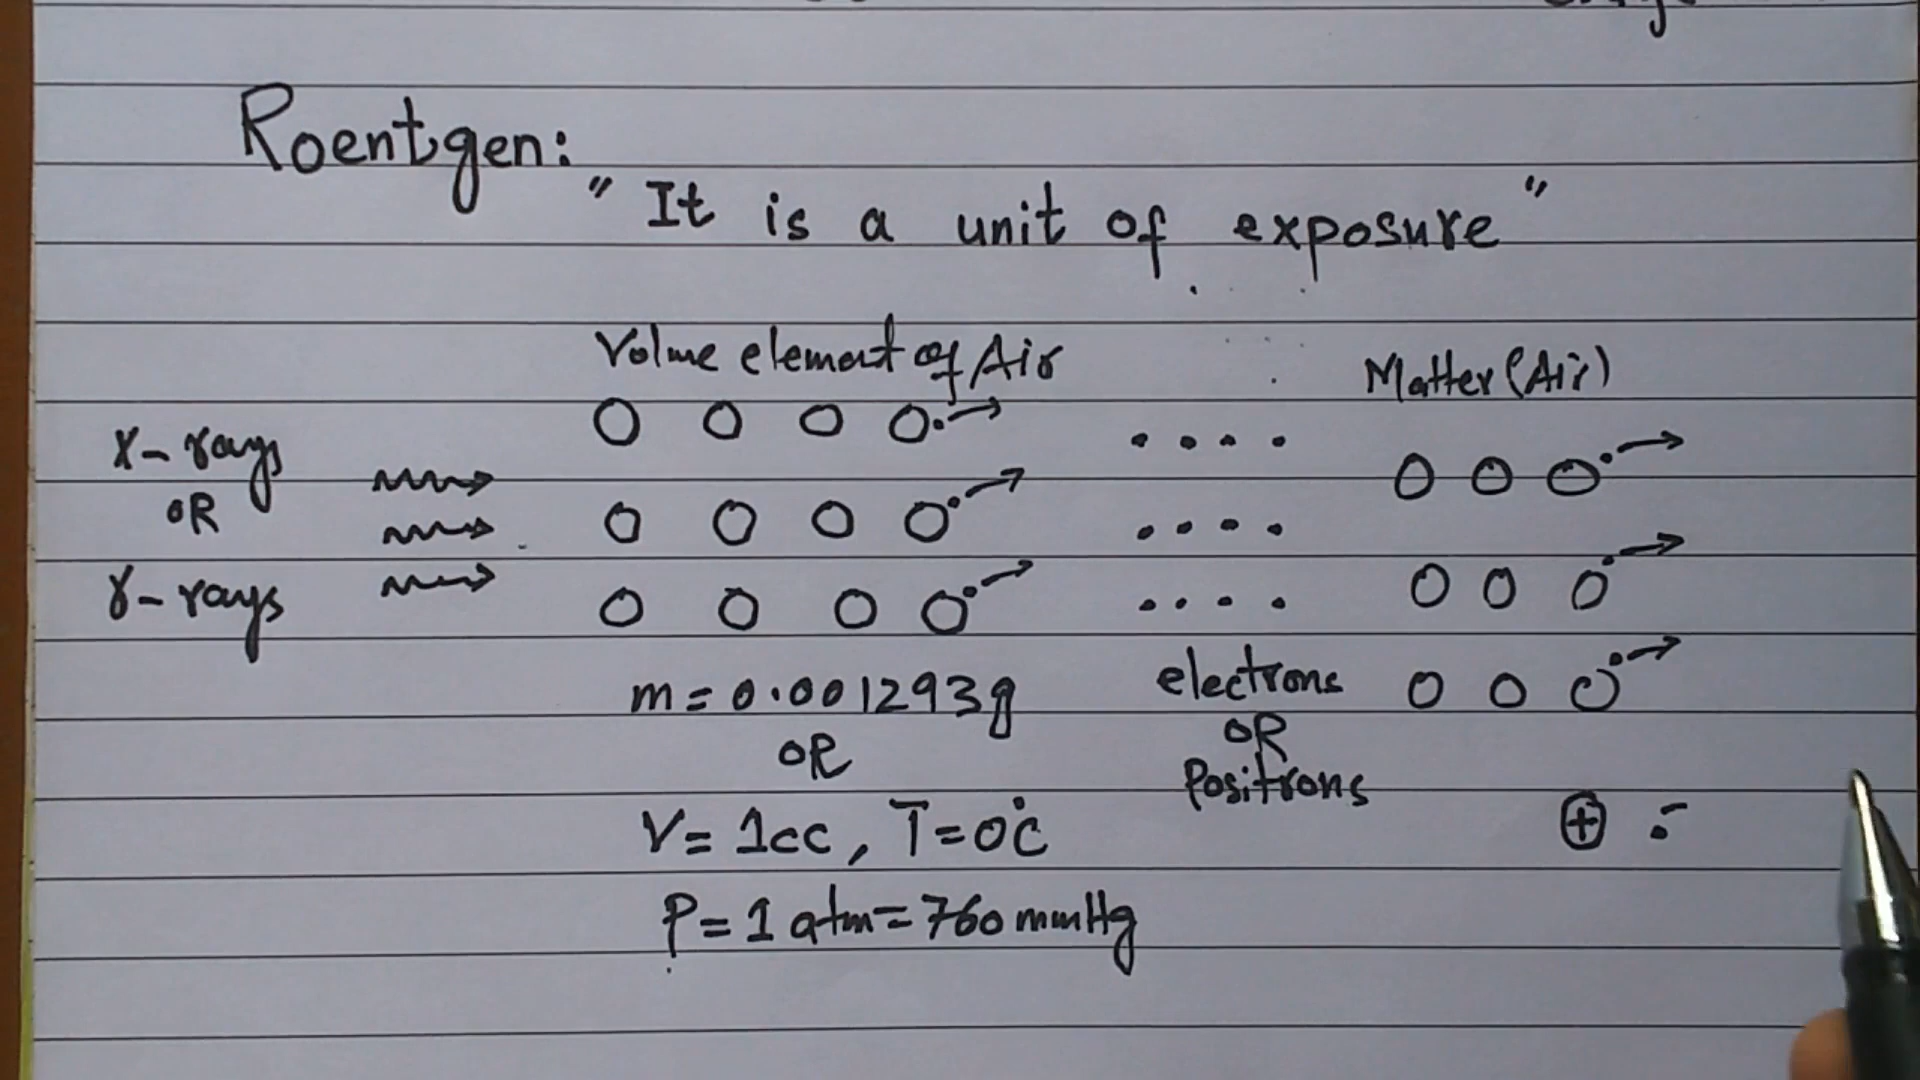 Roentgen:
"It is a unit of exposure"
Volme element of Air
Matter (Air)
X-rays
OR
γ-rays
m = 0.001293g
OR
V = 1cc, T = 0°C
P = 1 atm = 760 mmHg
electrons
OR
Positrons
+ -